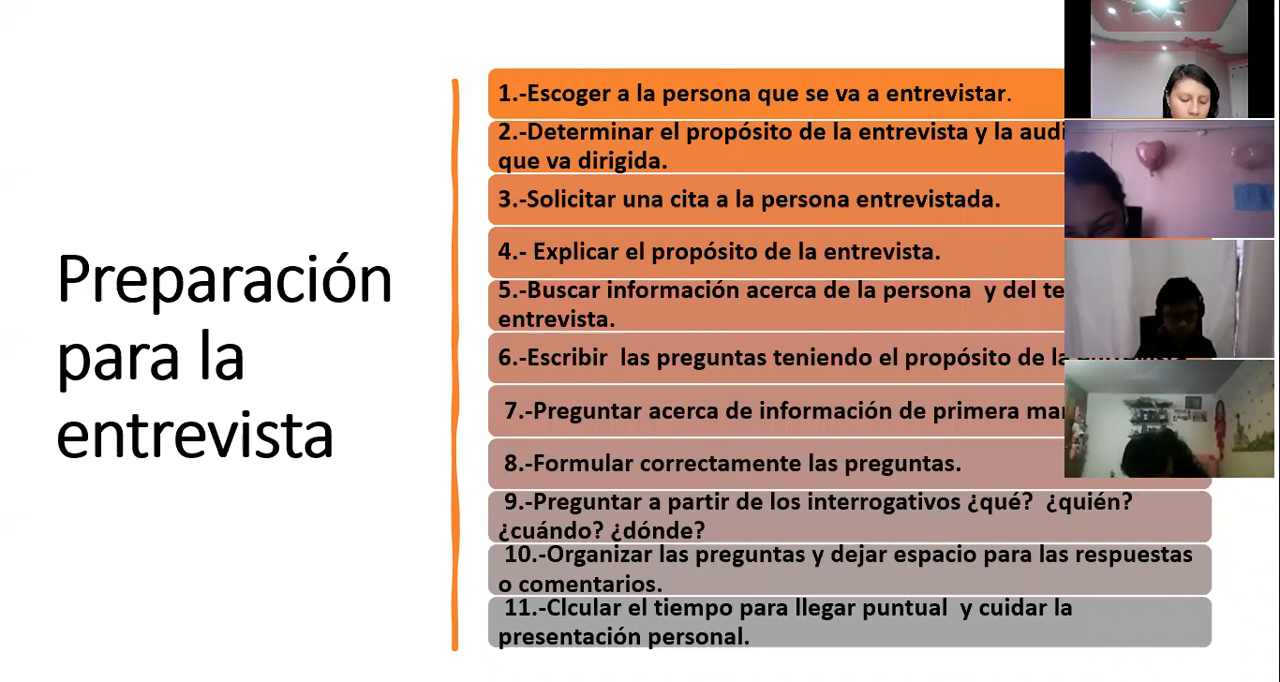 Preparación
para la
entrevista
1.-Escoger a la persona que se va a entrevistar.
2.-Determinar el propósito de la entrevista y la
que va dirigida.
3.-Solicitar una cita a la persona entrevistada.
4.- Explicar el propósito de la entrevista.
5.-Buscar información acerca de la persona y del
entrevista.
6.-Escribir las preguntas teniendo el propósito de la
7.-Preguntar acerca de información de primera
8.-Formular correctamente las preguntas.
9.-Preguntar a partir de los interrogativos ¿qué? ¿quién?
¿cuándo? ¿dónde?
10.-Organizar las preguntas y dejar espacio para las respuestas
o comentarios.
11.-Clcular el tiempo para llegar puntual y cuidar la
presentación personal.